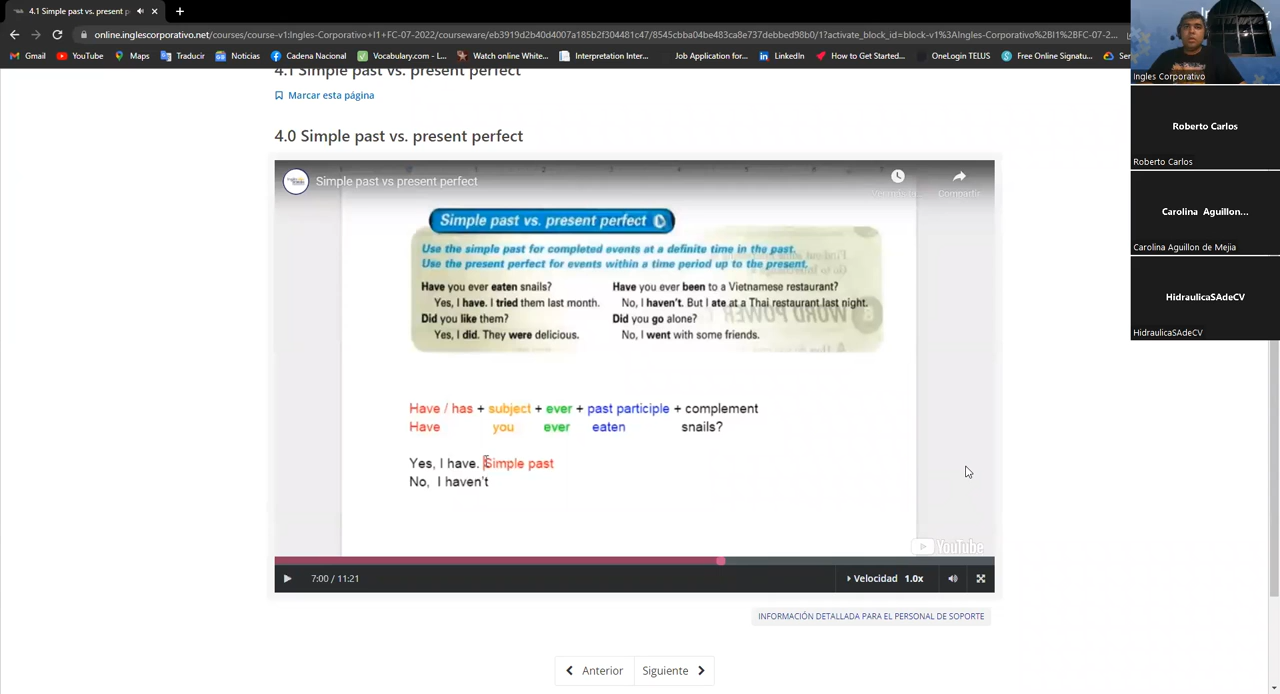 4.1 Simple past vs. present p
online.inglescorporativo.net/courses/course-v1:Ingles-Corporativo+I1+FC-07-2022/courseware/eb3919d2b40d4007a185b2f304481c47/8545cbba04be483ca8e737debbed98b0/1?activate_block_id=block-v1%3AIngles-Corporativo%2BI1%2BFC-07-2...
Gmail
YouTube
Maps
Traducir
Noticias
Cadena Nacional
Vocabulary.com - L...
Watch online White...
Interpretation Inter...
Job Application for...
LinkedIn
How to Get Started...
OneLogin TELUS
Free Online Signatu...
Se
Ingles Corporativo
Roberto Carlos
Roberto Carlos
Carolina Aguillon...
Carolina Aguillon de Mejia
HidraulicaSAdeCV
HidraulicaSAdeCV
4.1 Simple past vs. present perfect
Marcar esta página
4.0 Simple past vs. present perfect
Simple past vs present perfect
Compartir
Simple past vs. present perfect
Use the simple past for completed events at a definite time in the past.
Use the present perfect for events within a time period up to the present.
Have you ever eaten snails?
Yes, I have. I tried them last month.
Did you like them?
Yes, I did. They were delicious.
Have you ever been to a Vietnamese restaurant?
No, I haven't. But I ate at a Thai restaurant last night.
Did you go alone?
No, I went with some friends.
WORD POWER
Have / has + subject + ever + past participle + complement
Have you ever eaten snails?
Yes, I have. Simple past
No, I haven't
YouTube
7:00 / 11:21
Velocidad 1.0x
INFORMACIÓN DETALLADA PARA EL PERSONAL DE SOPORTE
Anterior
Siguiente